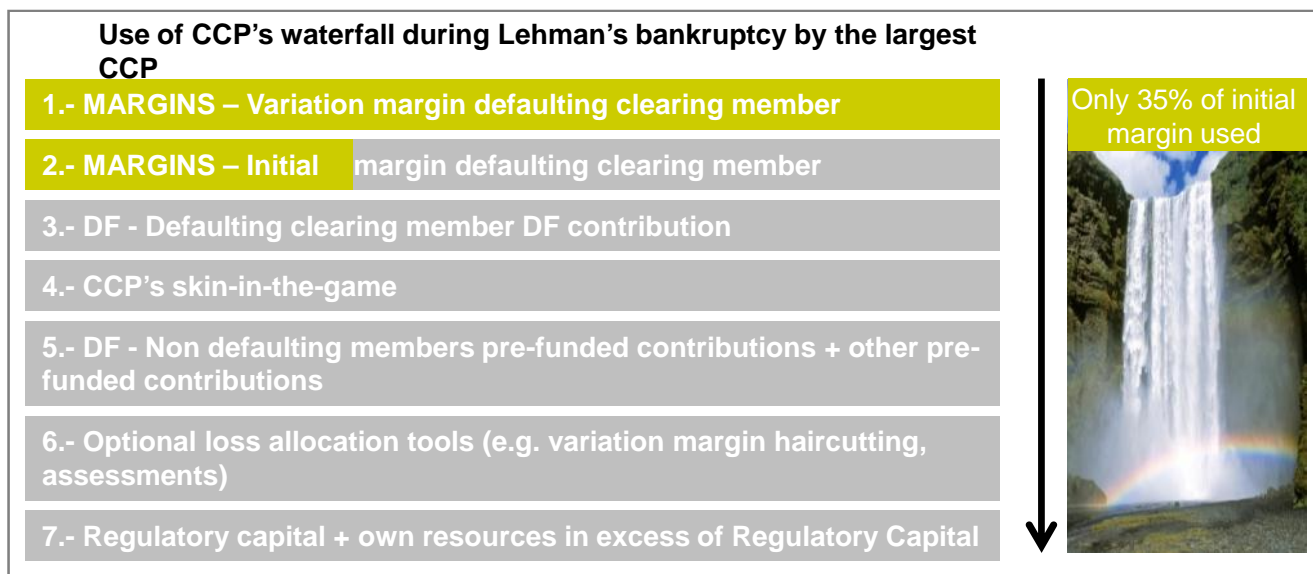 Use of CCP’s waterfall during Lehman’s bankruptcy by the largest
CCP
1.- MARGINS – Variation margin defaulting clearing member
Only 35% of initial
margin used
2.- MARGINS – Initial margin defaulting clearing member
3.- DF - Defaulting clearing member DF contribution
4.- CCP’s skin-in-the-game
5.- DF - Non defaulting members pre-funded contributions + other pre-
funded contributions
6.- Optional loss allocation tools (e.g. variation margin haircutting,
assessments)
7.- Regulatory capital + own resources in excess of Regulatory Capital